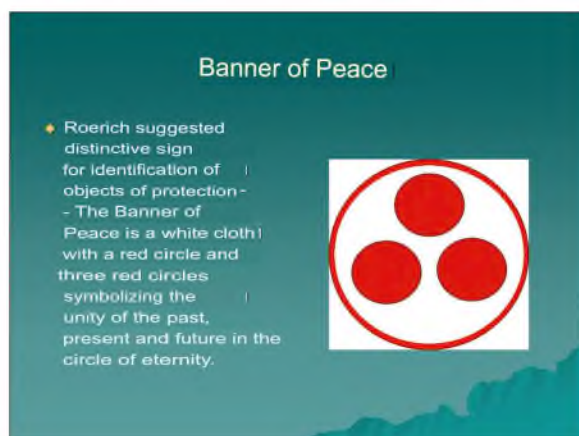 Banner of Peace
Roerich suggested
distinctive sign
for identification of
objects of protection-
- The Banner of
Peace is a white cloth
with a red circle and
three red circles
symbolizing the
unity of the past,
present and future in the
circle of eternity.